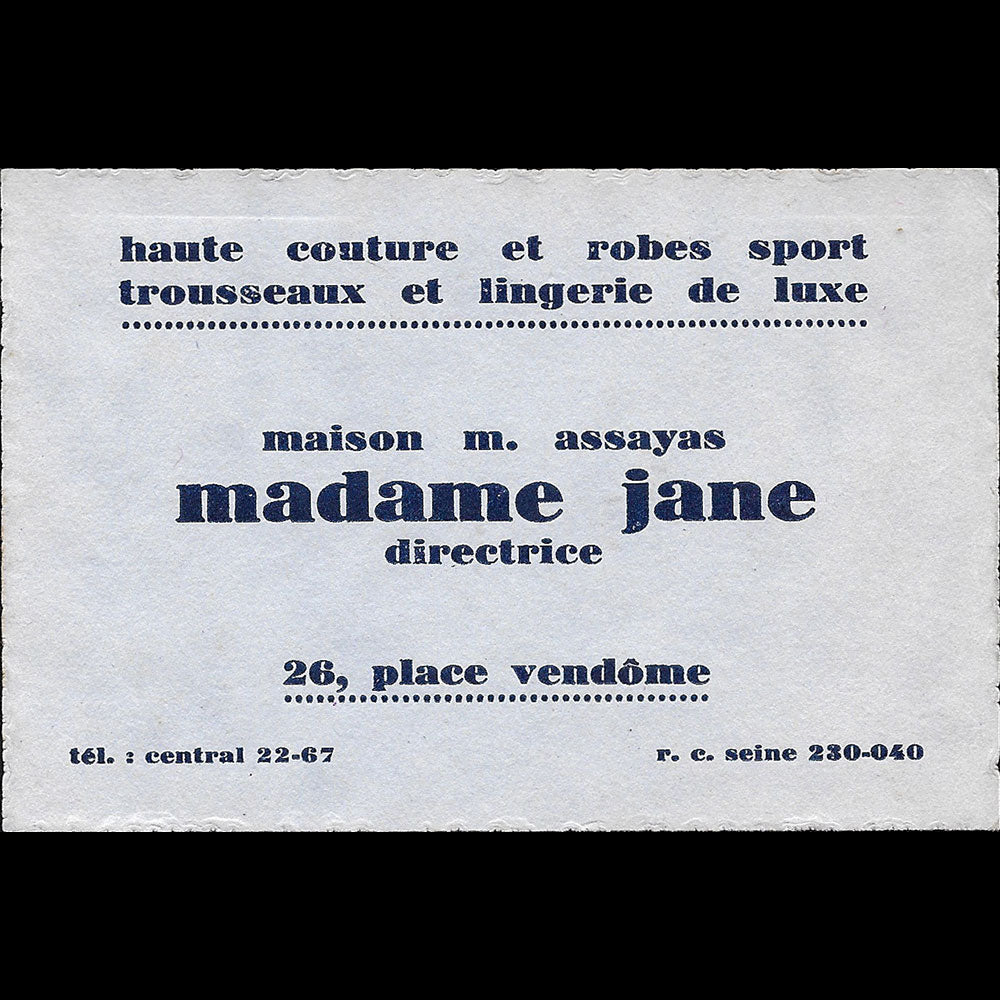 haute couture et robes sport
trousseaux et lingerie de luxe
maison m. assayas
madame jane
directrice
26, place vendôme
tél. : central 22-67
r. c. seine 230-040